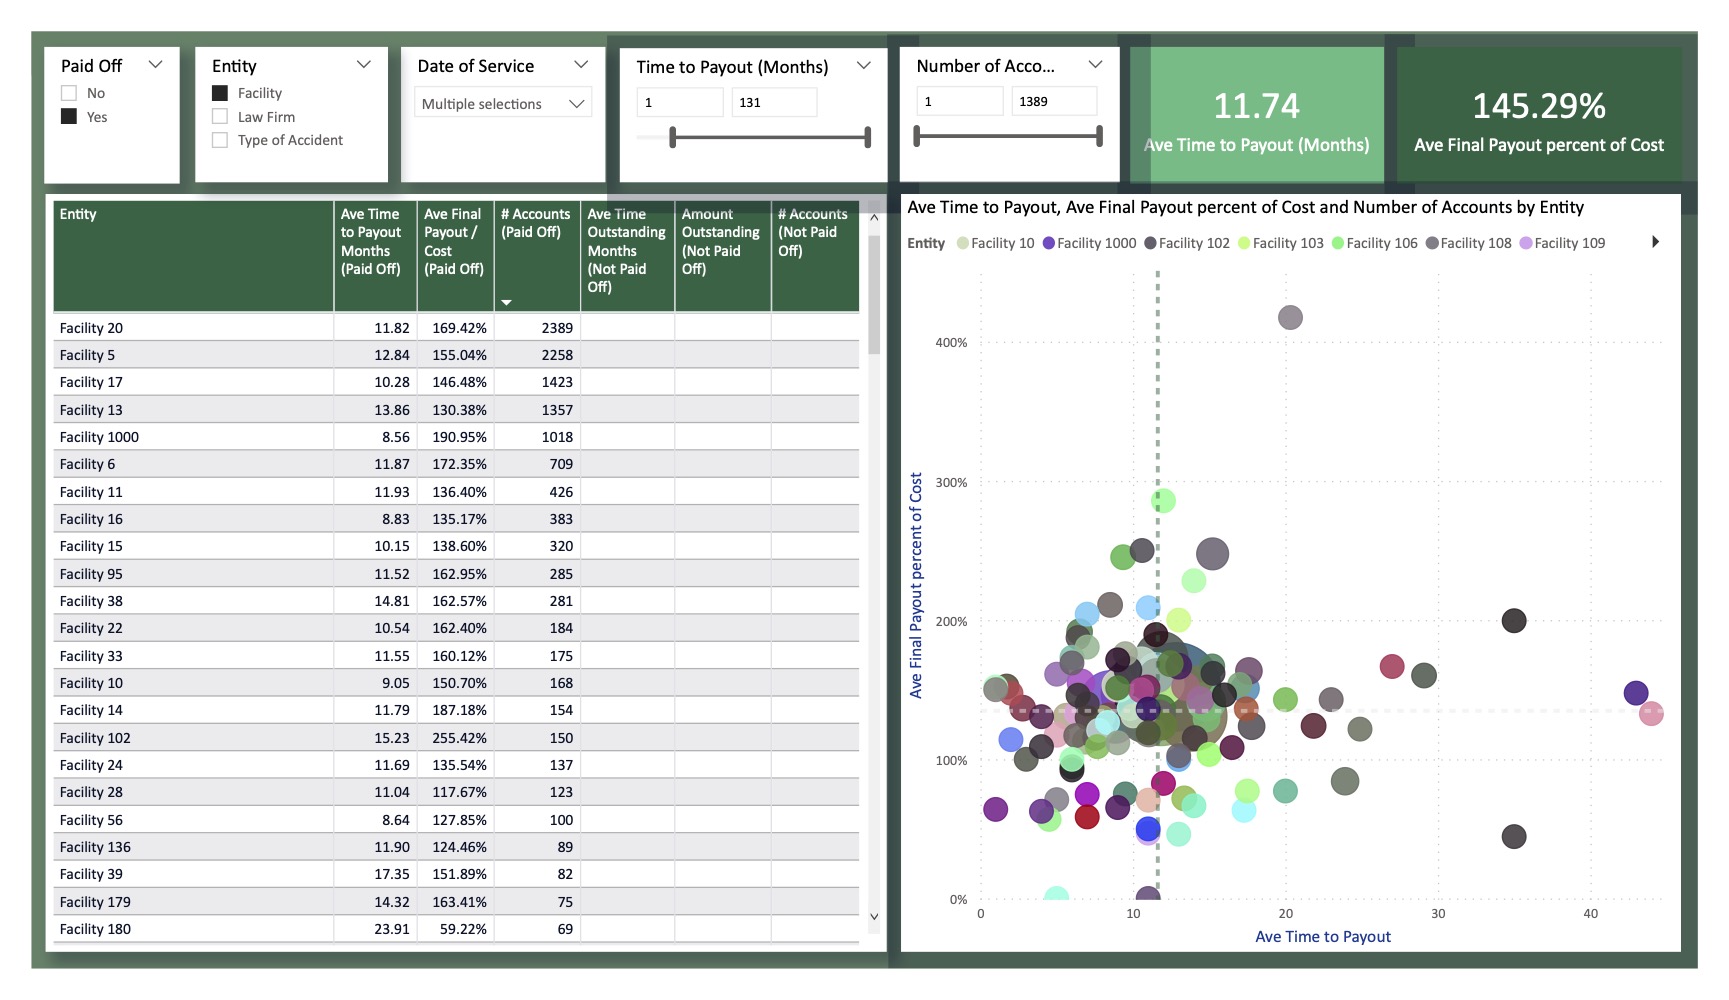 Paid Off
No
Yes
Entity
Facility
Law Firm
Type of Accident
Date of Service
Multiple selections
Time to Payout (Months)
1 131
Number of Acco...
1 1389
11.74
Ave Time to Payout (Months)
145.29%
Ave Final Payout percent of Cost
Entity
Ave Time
to Payout
Months
(Paid Off)
Ave Final
Payout /
Cost
(Paid Off)
# Accounts
(Paid Off)
Ave Time
Outstanding
Months
(Not Paid
Off)
Amount
Outstanding
(Not Paid
Off)
# Accounts
(Not Paid
Off)
Facility 20 11.82 169.42% 2389
Facility 5 12.84 155.04% 2258
Facility 17 10.28 146.48% 1423
Facility 13 13.86 130.38% 1357
Facility 1000 8.56 190.95% 1018
Facility 6 11.87 172.35% 709
Facility 11 11.93 136.40% 426
Facility 16 8.83 135.17% 383
Facility 15 10.15 138.60% 320
Facility 95 11.52 162.95% 285
Facility 38 14.81 162.57% 281
Facility 22 10.54 162.40% 184
Facility 33 11.55 160.12% 175
Facility 10 9.05 150.70% 168
Facility 14 11.79 187.18% 154
Facility 102 15.23 255.42% 150
Facility 24 11.69 135.54% 137
Facility 28 11.04 117.67% 123
Facility 56 8.64 127.85% 100
Facility 136 11.90 124.46% 89
Facility 39 17.35 151.89% 82
Facility 179 14.32 163.41% 75
Facility 180 23.91 59.22% 69
Ave Time to Payout, Ave Final Payout percent of Cost and Number of Accounts by Entity
Entity Facility 10 Facility 1000 Facility 102 Facility 103 Facility 106 Facility 108 Facility 109
Ave Final Payout percent of Cost
400%
300%
200%
100%
0%
0 10 20 30 40
Ave Time to Payout